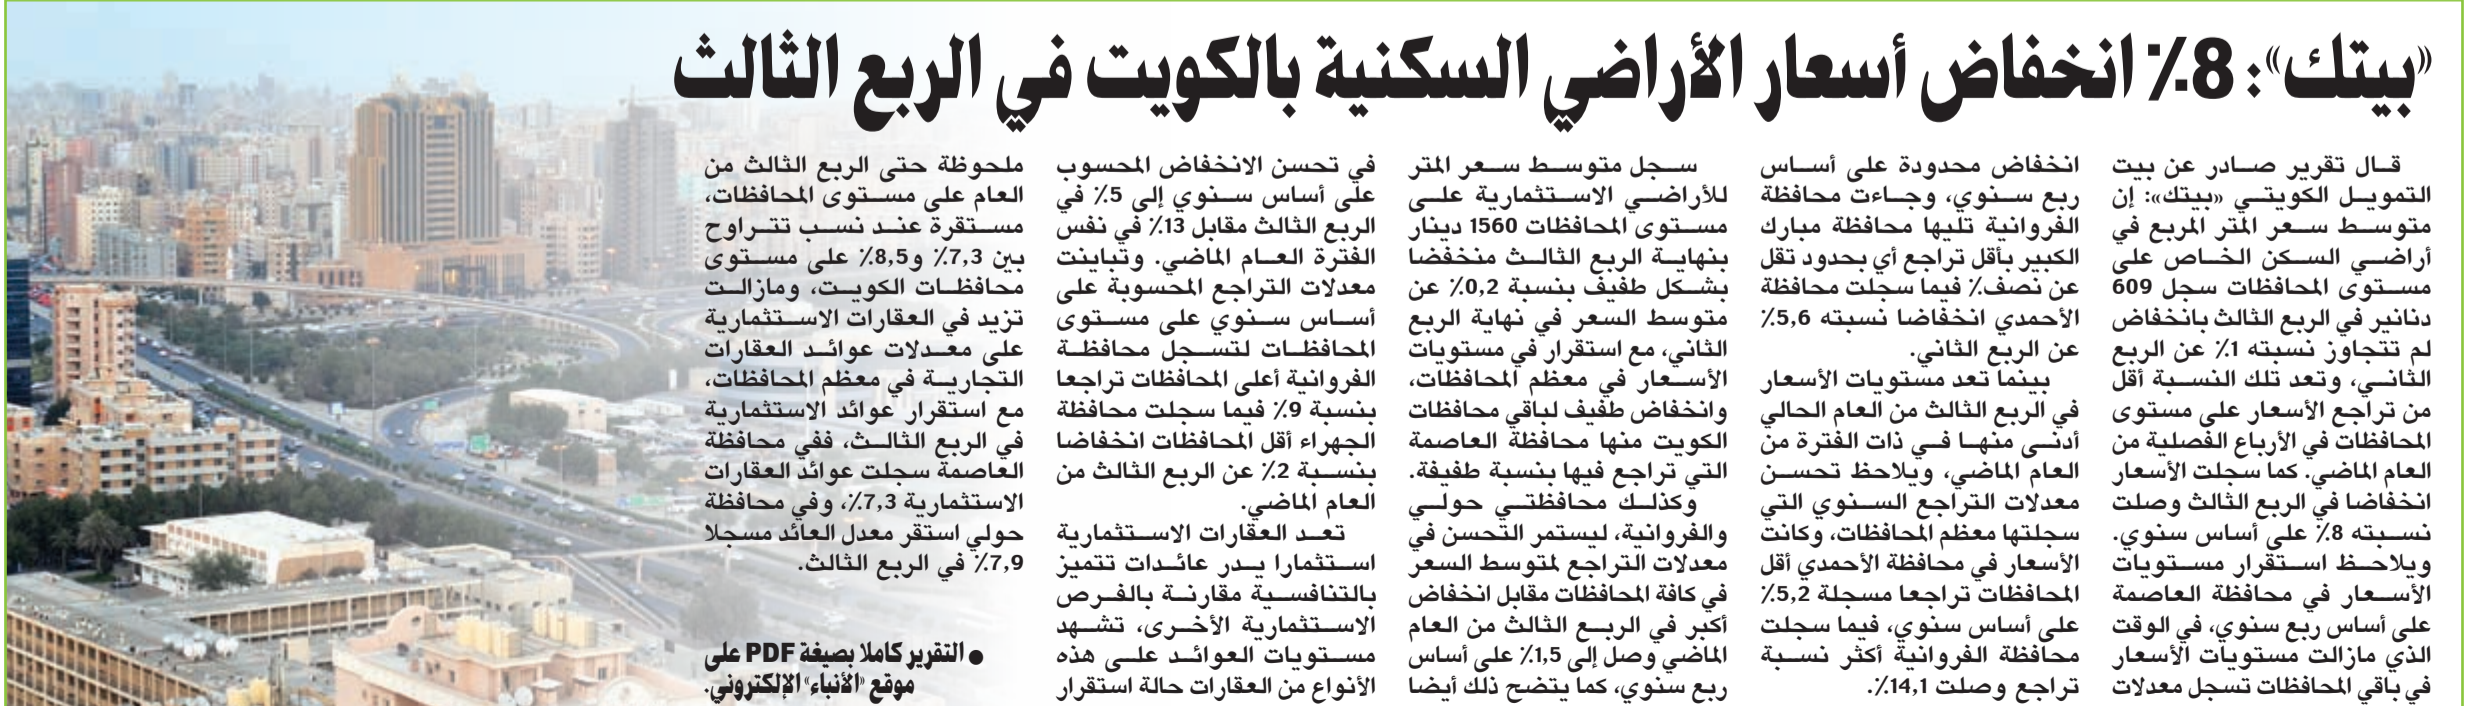 «بيتك»: 8٪ انخفاض أسعار الأراضي السكنية بالكويت في الربع الثالث
قال تقرير صادر عن بيت
التمويل الكويتي «بيتك»: إن
متوسط سعر المتر المربع في
أراضي السكن الخاص على
مستوى المحافظات سجل 609
دنانير في الربع الثالث بانخفاض
لم تتجاوز نسبته 1٪ عن الربع
الثاني، وتعد تلك النسبة أقل
من تراجع الأسعار على مستوى
المحافظات في الأرباع الفصلية من
العام الماضي. كما سجلت الأسعار
انخفاضا في الربع الثالث وصلت
نسبته 8٪ على أساس سنوي.
ويلاحظ استقرار مستويات
الأسعار في محافظة العاصمة
على أساس ربع سنوي، في الوقت
الذي مازالت مستويات الأسعار
في باقي المحافظات تسجل معدلات
انخفاض محدودة على أساس
ربع سنوي، وجاءت محافظة
الفروانية تليها محافظة مبارك
الكبير بأقل تراجع أي بحدود تقل
عن نصف٪ فيما سجلت محافظة
الأحمدي انخفاضا نسبته 5,6٪
عن الربع الثاني.
بينما تعد مستويات الأسعار
في الربع الثالث من العام الحالي
أدنى منها في ذات الفترة من
العام الماضي، ويلاحظ تحسن
معدلات التراجع السنوي التي
سجلتها معظم المحافظات، وكانت
الأسعار في محافظة الأحمدي أقل
المحافظات تراجعا مسجلة 5,2٪
على أساس سنوي، فيما سجلت
محافظة الفروانية أكثر نسبة
تراجع وصلت 14,1٪.
سجل متوسط سعر المتر
للأراضي الاستثمارية على
مستوى المحافظات 1560 دينار
بنهاية الربع الثالث منخفضا
بشكل طفيف بنسبة 0,2٪ عن
متوسط السعر في نهاية الربع
الثاني، مع استقرار في مستويات
الأسعار في معظم المحافظات،
وانخفاض طفيف لباقي محافظات
الكويت منها محافظة العاصمة
التي تراجع فيها بنسبة طفيفة.
وكذلك محافظتي حولي
والفروانية، ليستمر التحسن في
معدلات التراجع لمتوسط السعر
في كافة المحافظات مقابل انخفاض
أكبر في الربع الثالث من العام
الماضي وصل إلى 1,5٪ على أساس
ربع سنوي، كما يتضح ذلك أيضا
في تحسن الانخفاض المحسوب
على أساس سنوي إلى 5٪ في
الربع الثالث مقابل 13٪ في نفس
الفترة العام الماضي. وتباينت
معدلات التراجع المحسوبة على
أساس سنوي على مستوى
المحافظات لتسجل محافظة
الفروانية أعلى المحافظات تراجعا
بنسبة 9٪ فيما سجلت محافظة
الجهراء أقل المحافظات انخفاضا
بنسبة 2٪ عن الربع الثالث من
العام الماضي.
تعد العقارات الاستثمارية
استثمارا يدر عائدات تتميز
بالتنافسية مقارنة بالفرص
الاستثمارية الأخرى، تشهد
مستويات العوائد على هذه
الأنواع من العقارات حالة استقرار
ملحوظة حتى الربع الثالث من
العام على مستوى المحافظات،
مستقرة عند نسب تتراوح
بين 7,3٪ و8,5٪ على مستوى
محافظات الكويت، ومازالت
تزيد في العقارات الاستثمارية
على معدلات عوائد العقارات
التجارية في معظم المحافظات،
مع استقرار عوائد الاستثمارية
في الربع الثالث، ففي محافظة
العاصمة سجلت عوائد العقارات
الاستثمارية 7,3٪، وفي محافظة
حولي استقر معدل العائد مسجلا
7,9٪ في الربع الثالث.
● التقرير كاملا بصيغة PDF على
موقع «الأنباء» الإلكتروني.